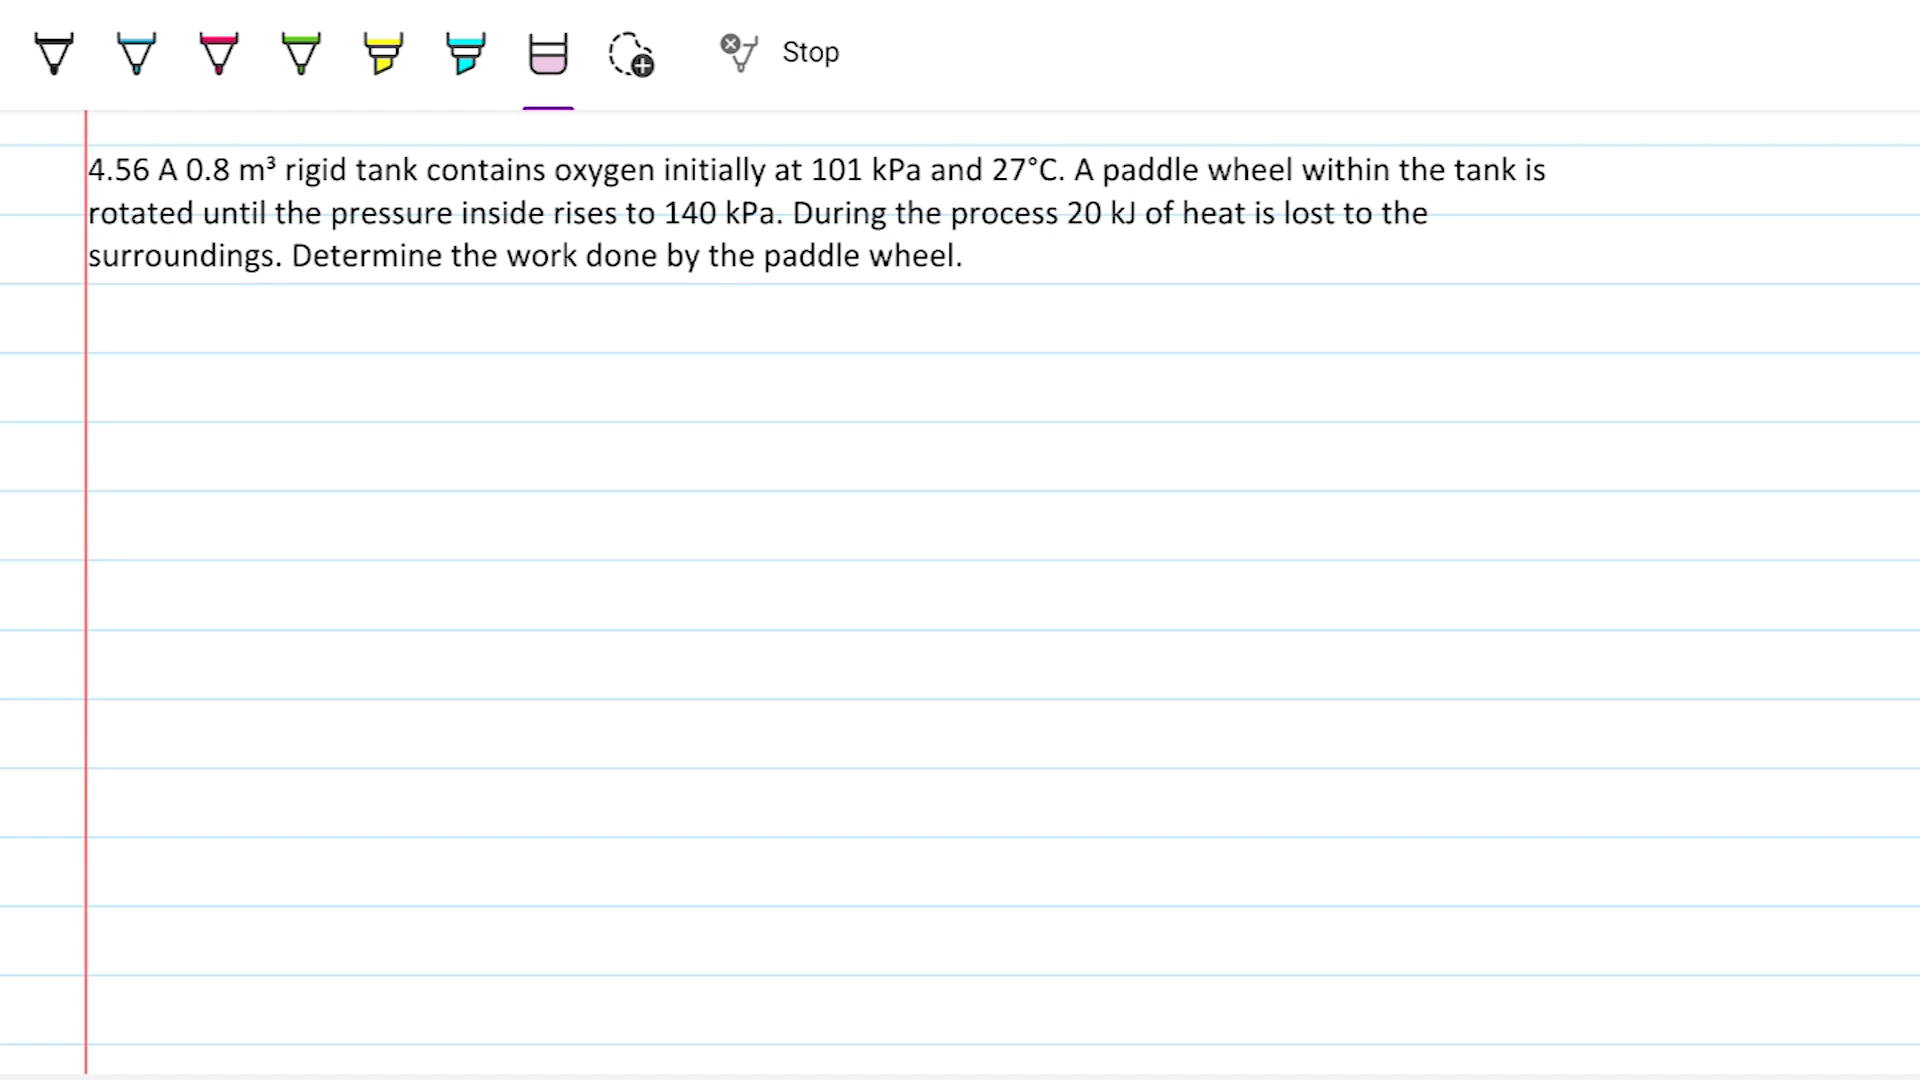 Stop
4.56 A 0.8 m³ rigid tank contains oxygen initially at 101 kPa and 27°C. A paddle wheel within the tank is
rotated until the pressure inside rises to 140 kPa. During the process 20 kJ of heat is lost to the
surroundings. Determine the work done by the paddle wheel.